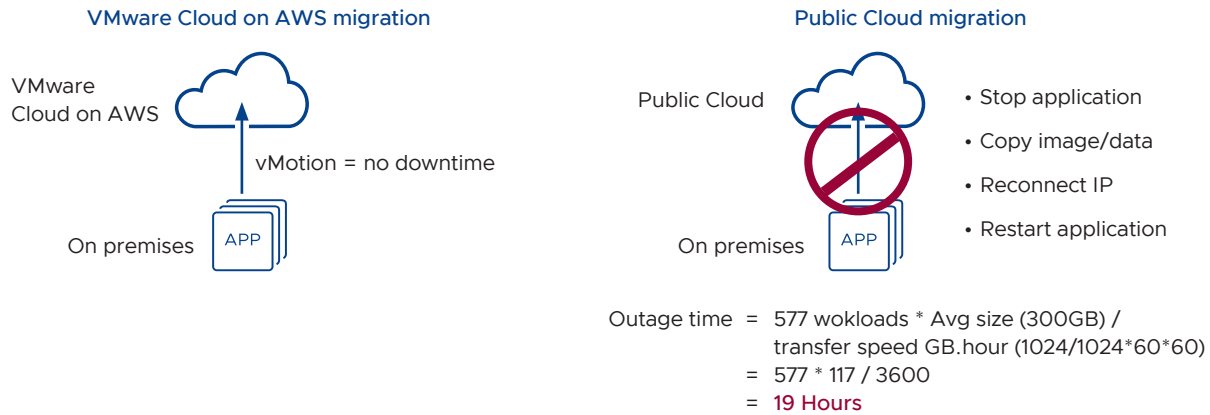 VMware Cloud on AWS migration
VMware
Cloud on AWS
vMotion = no downtime
On premises
APP
Public Cloud migration
Public Cloud
• Stop application
• Copy image/data
• Reconnect IP
• Restart application
On premises
APP
Outage time = 577 wokloads * Avg size (300GB) /
transfer speed GB.hour (1024/1024*60*60)
= 577 * 117 / 3600
= 19 Hours